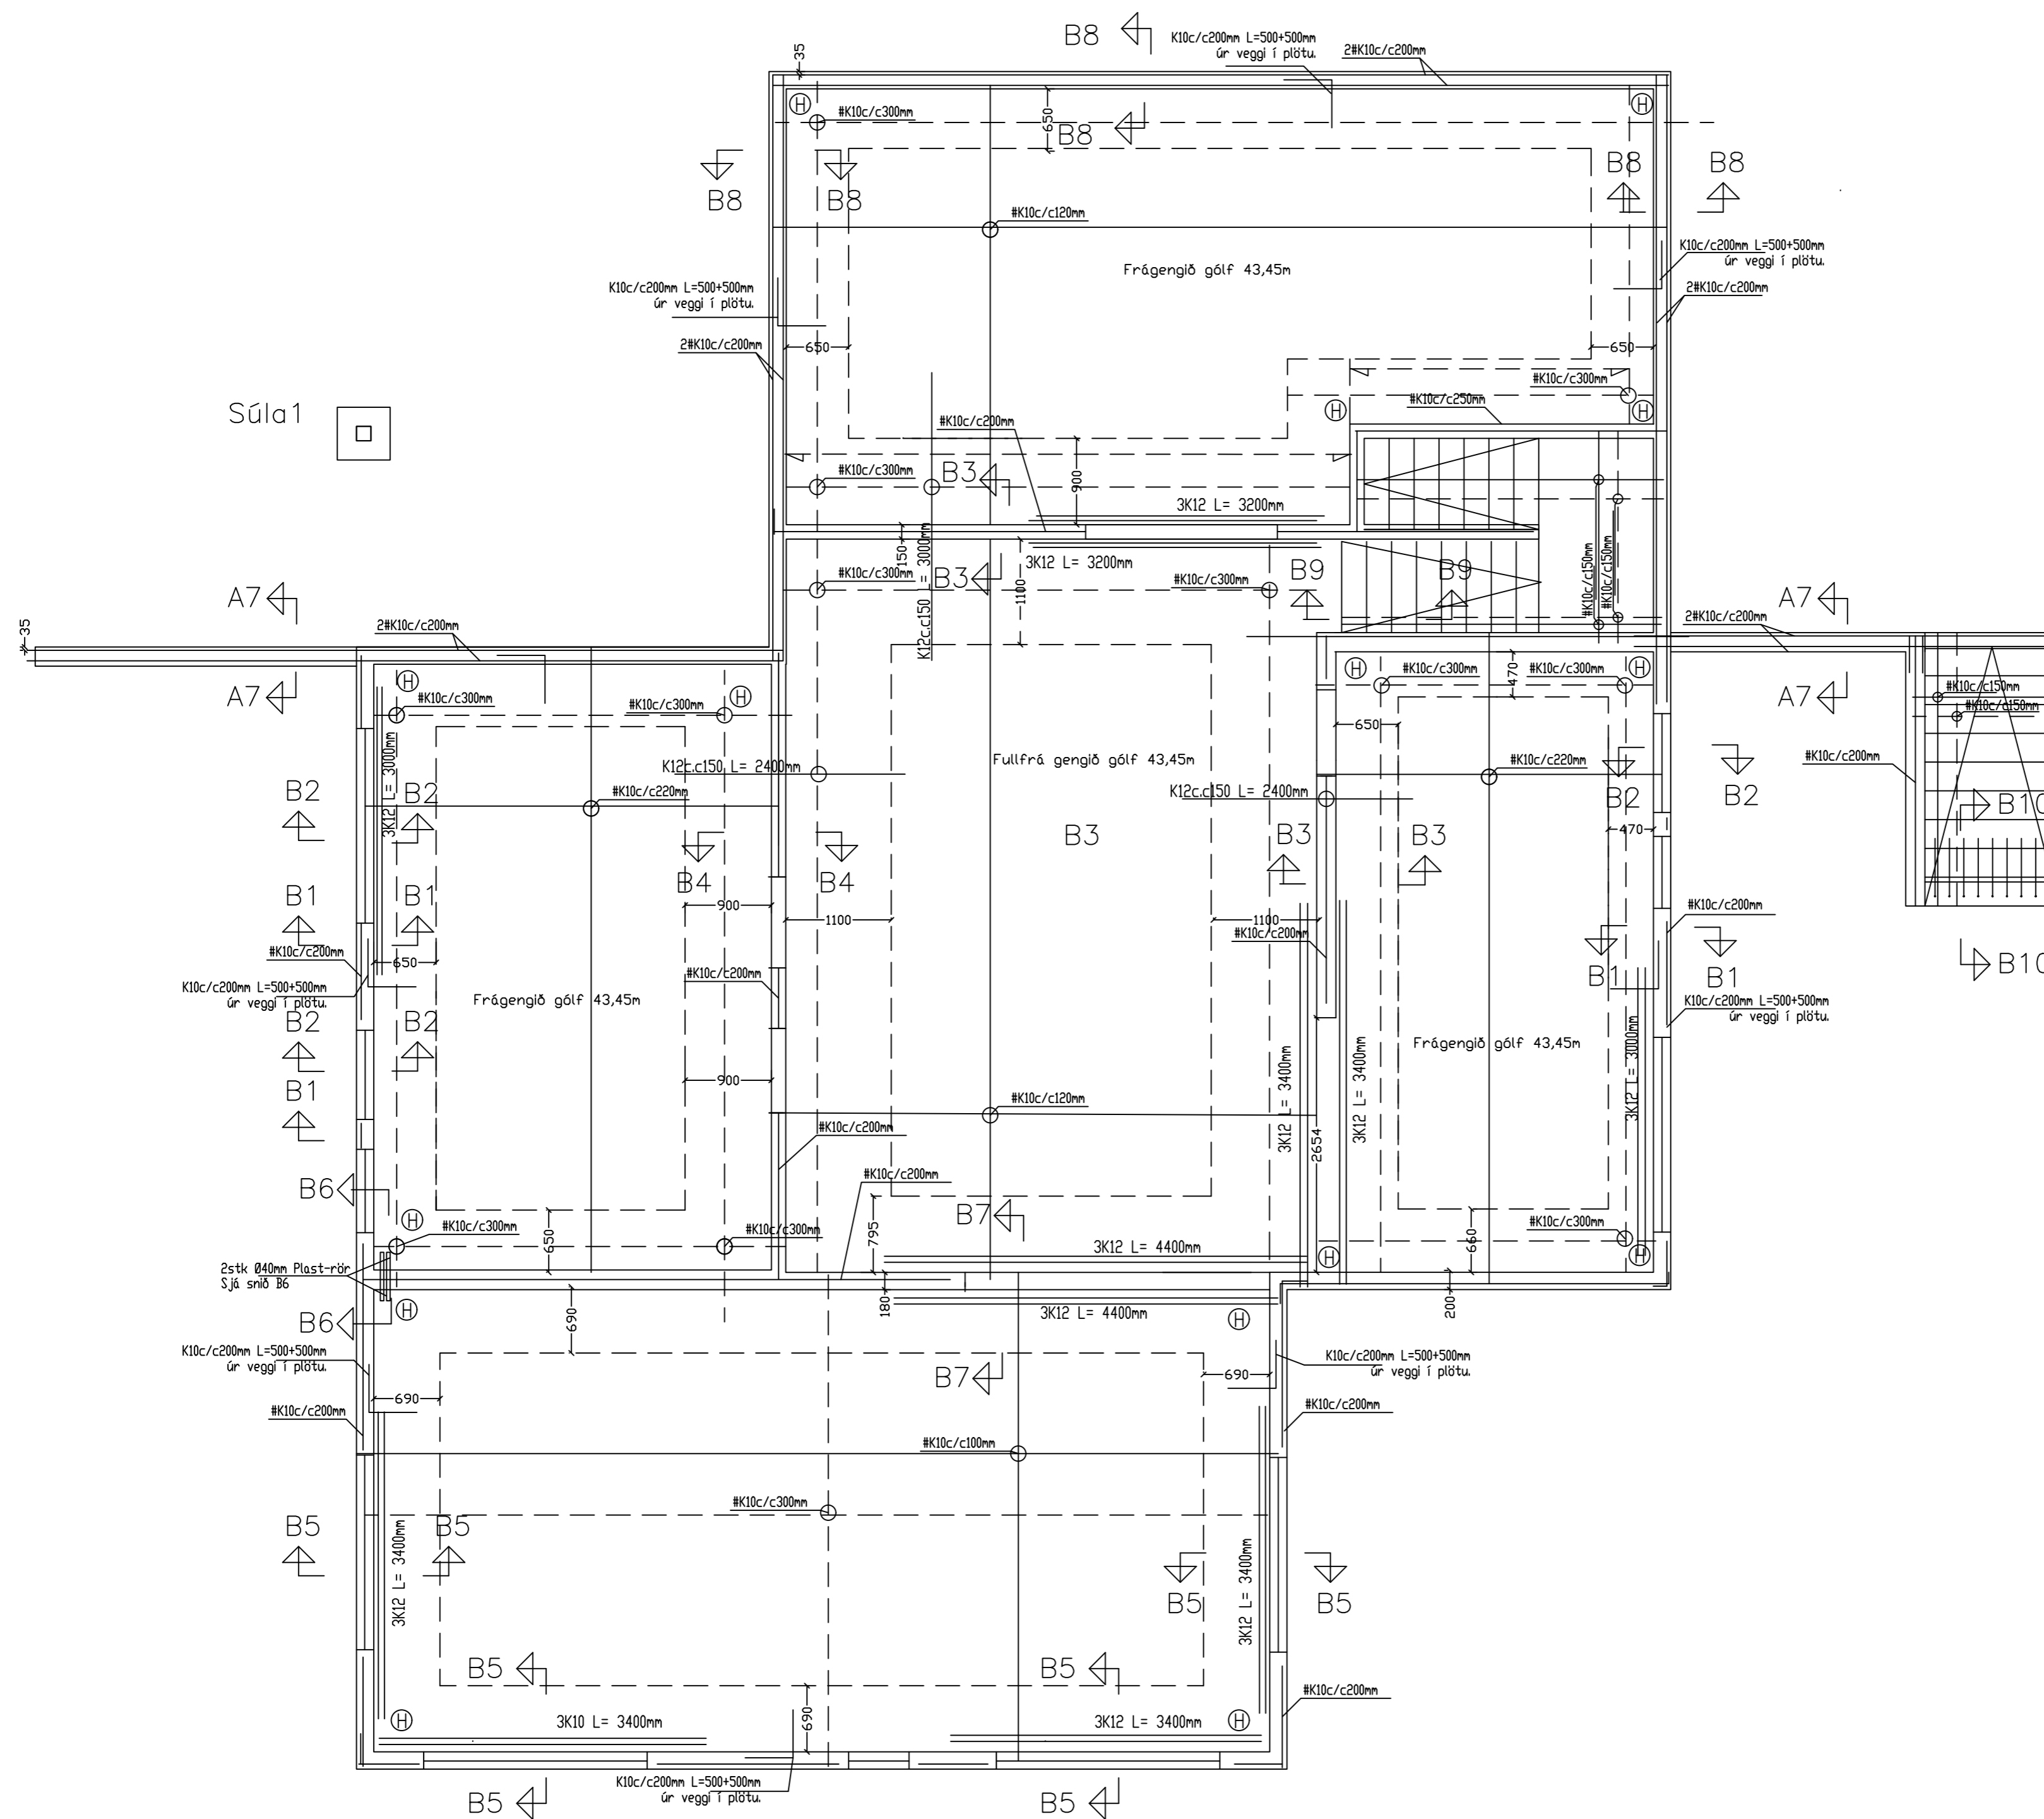 B8
K10c/c200mm L=500+500mm
úr veggi í plötu.
2#K10c/c200mm
35
H
#K10c/c300mm
650
B8
H
B8
B8
B8
B8
#K10c/c120mm
Frágengið gólf 43,45m
K10c/c200mm L=500+500mm
úr veggi í plötu.
K10c/c200mm L=500+500mm
úr veggi í plötu.
2#K10c/c200mm
2#K10c/c200mm
650
650
#K10c/c300mm
#K10c/c250mm
Súla1
H
H
#K10c/c200mm
#K10c/c300mm
B3
900
3K12 L= 3200mm
150
3K12 L= 3200mm
K12c.c150 L= 3000mm
1100
#K10c/c300mm
B3
#K10c/c300mm
B9
B9
#K10c/c150mm
#K10c/c150mm
A7
A7
35
2#K10c/c200mm
2#K10c/c200mm
H
H
H
H
A7
#K10c/c300mm
#K10c/c300mm
#K10c/c300mm
#K10c/c300mm
470
A7
#K10c/c150mm
#K10c/c150mm
650
3K12 L= 3000mm
K12c.c150 L= 2400mm
Fullfrá gengið gólf 43,45m
#K10c/c220mm
#K10c/c200mm
B2
B2
#K10c/c220mm
K12c.c150 L= 2400mm
B2
B2
B10
B3
B3
B3
470
B4
B4
B1
B1
900
1100
1100
#K10c/c200mm
#K10c/c200mm
#K10c/c200mm
650
#K10c/c200mm
B1
B1
K10c/c200mm L=500+500mm
úr veggi í plötu.
Frágengið gólf 43,45m
K10c/c200mm L=500+500mm
úr veggi í plötu.
B10
B2
B2
Frágengið gólf 43,45m
3K12 L= 3400mm
3K12 L= 3400mm
3K12 L= 3000mm
B1
900
#K10c/c120mm
#K10c/c200mm
2654
#K10c/c200mm
B6
H
#K10c/c300mm
650
#K10c/c300mm
795
B7
#K10c/c300mm
660
H
H
3K12 L= 4400mm
2stk Ø40mm Plast-rör
Sjá snið B6
H
B6
690
180
3K12 L= 4400mm
H
200
K10c/c200mm L=500+500mm
úr veggi í plötu.
K10c/c200mm L=500+500mm
úr veggi í plötu.
B7
690
690
#K10c/c200mm
#K10c/c200mm
#K10c/c100mm
#K10c/c300mm
B5
B5
3K12 L= 3400mm
3K12 L= 3400mm
B5
B5
B5
B5
#K10c/c200mm
H
3K10 L= 3400mm
690
3K12 L= 3400mm
H
K10c/c200mm L=500+500mm
úr veggi í plötu.
B5
B5